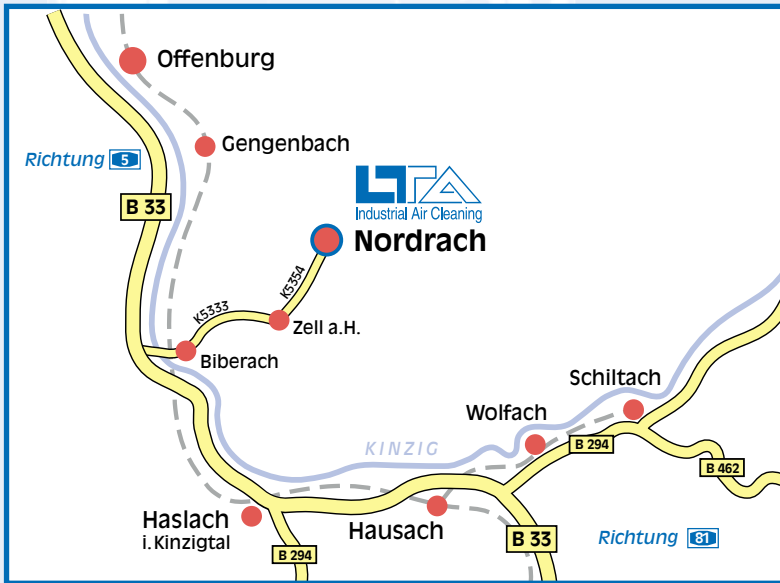 Offenburg
Gengenbach
Richtung 5
LTA
Industrial Air Cleaning
B 33
Nordrach
K5354
K5333
Zell a.H.
Biberach
Schiltach
Wolfach
KINZIG
B 294
B 462
Haslach
i.Kinzigtal
Hausach
B 33
Richtung 81
B 294